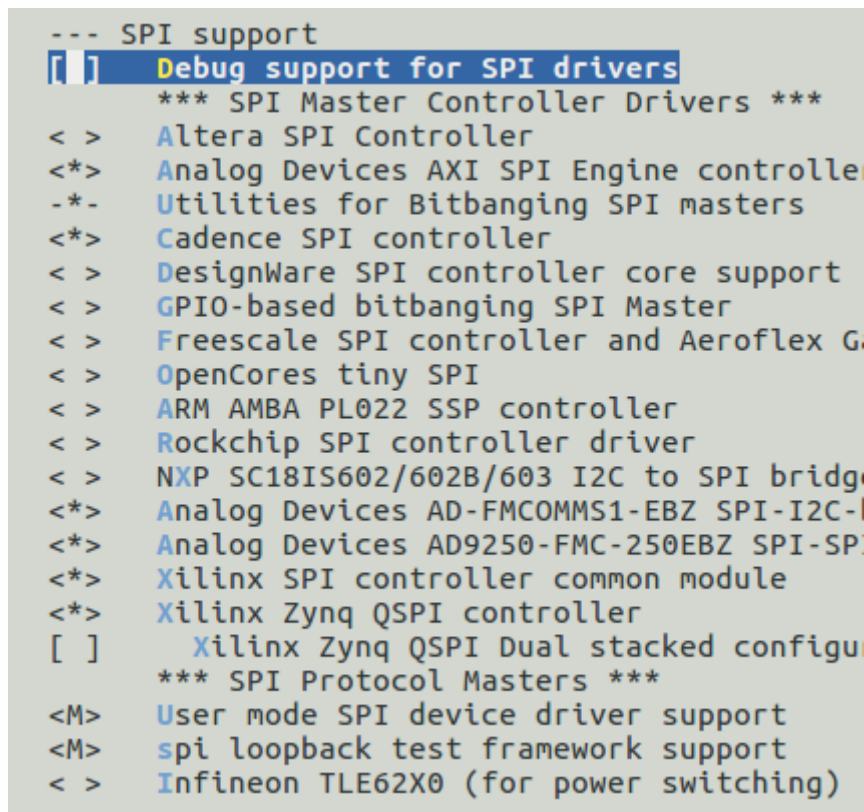 --- SPI support
[ ] Debug support for SPI drivers
*** SPI Master Controller Drivers ***
< > Altera SPI Controller
<*> Analog Devices AXI SPI Engine controller
-*- Utilities for Bitbanging SPI masters
<*> Cadence SPI controller
< > DesignWare SPI controller core support
< > GPIO-based bitbanging SPI Master
< > Freescale SPI controller and Aeroflex
< > OpenCores tiny SPI
< > ARM AMBA PL022 SSP controller
< > Rockchip SPI controller driver
< > NXP SC18IS602/602B/603 I2C to SPI bridge
<*> Analog Devices AD-FMCOMMS1-EBZ SPI-I2C-
<*> Analog Devices AD9250-FMC-250EBZ SPI-SPI
<*> Xilinx SPI controller common module
<*> Xilinx Zynq QSPI controller
[ ] Xilinx Zynq QSPI Dual stacked configur
*** SPI Protocol Masters ***
<M> User mode SPI device driver support
<M> spi loopback test framework support
< > Infineon TLE62X0 (for power switching)